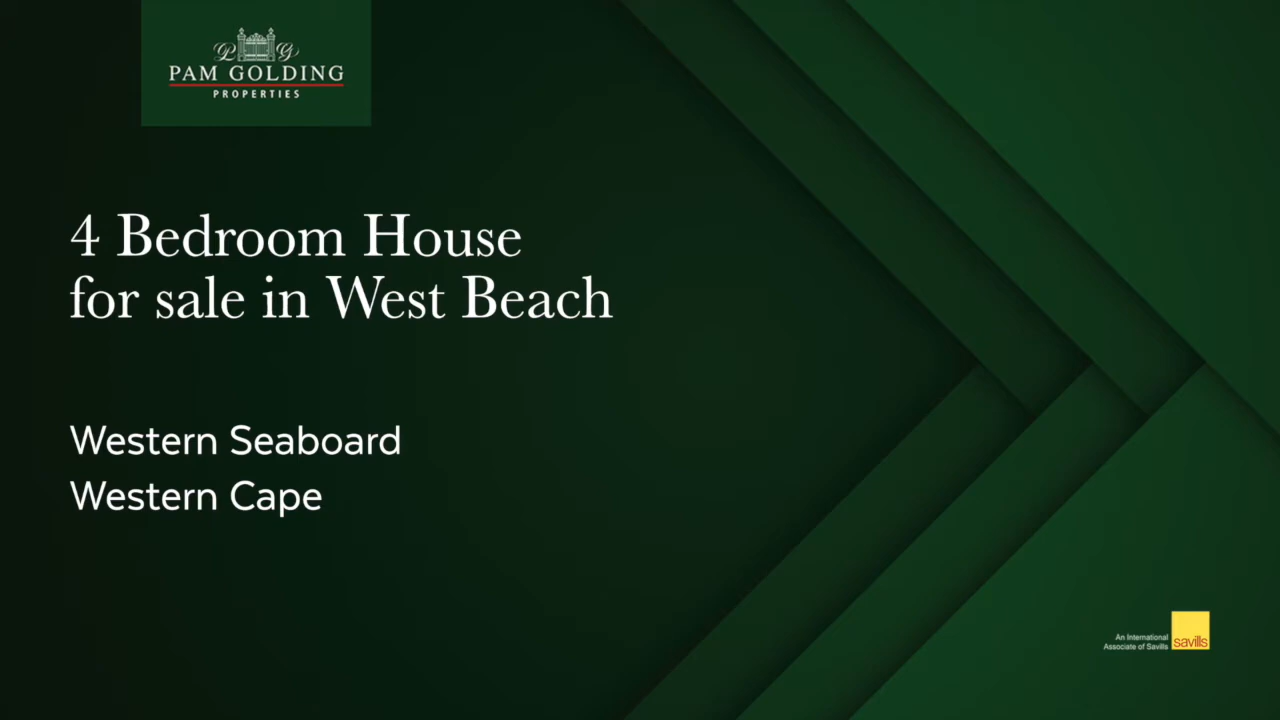 P G
PAM GOLDING
PROPERTIES
4 Bedroom House
for sale in West Beach
Western Seaboard
Western Cape
An International
Associate of Savills
savills